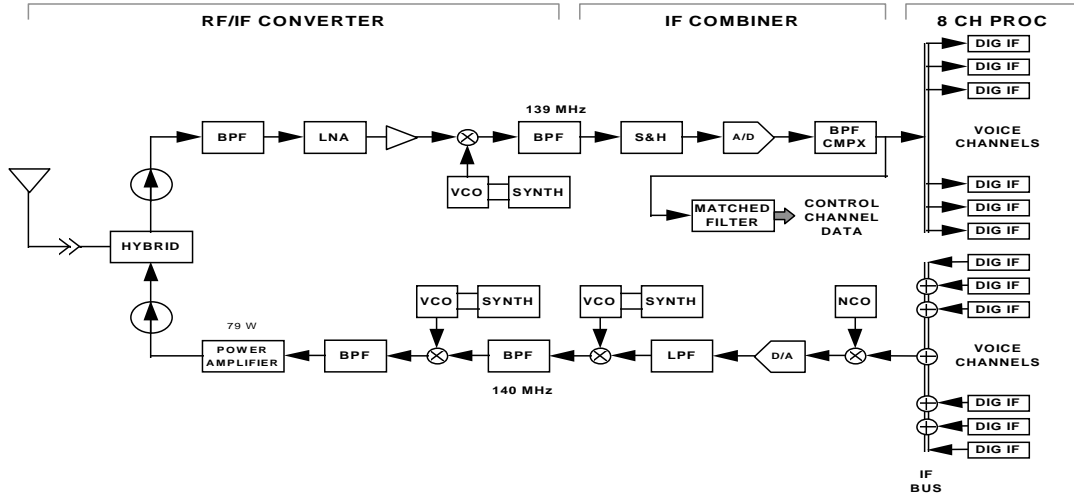 RF/IF CONVERTER
IF COMBINER
8 CH PROC
DIG IF
DIG IF
DIG IF
139 MHz
BPF
LNA
BPF
S&H
A/D
BPF
CMPX
VOICE
CHANNELS
VCO
SYNTH
MATCHED
FILTER
CONTROL
CHANNEL
DATA
DIG IF
DIG IF
DIG IF
HYBRID
DIG IF
DIG IF
DIG IF
VCO
SYNTH
VCO
SYNTH
NCO
79 W
POWER
AMPLIFIER
BPF
BPF
LPF
D/A
VOICE
CHANNELS
140 MHz
DIG IF
DIG IF
DIG IF
IF
BUS